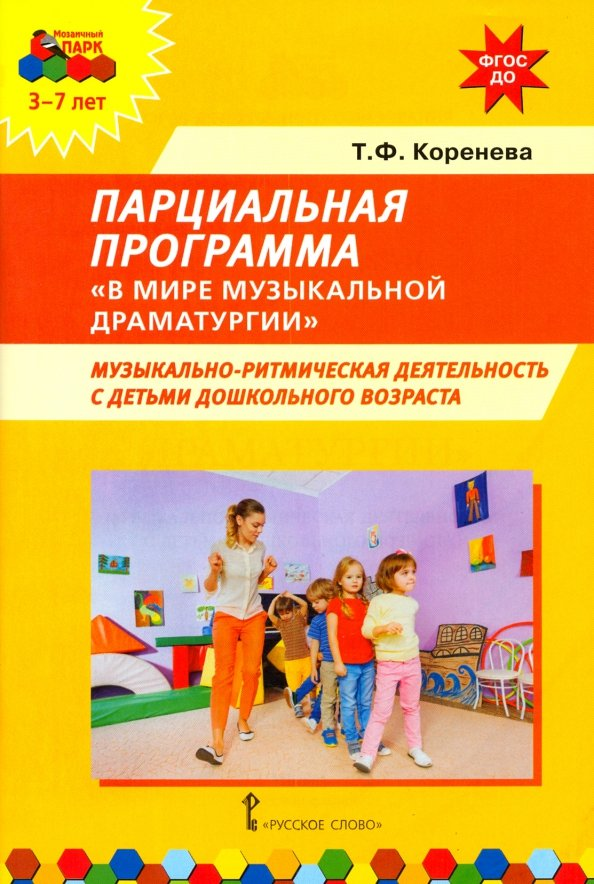 Мозаичный
ПАРК
3–7 лет
ФГОС
ДО
Т.Ф. Коренева
ПАРЦИАЛЬНАЯ
ПРОГРАММА
«В МИРЕ МУЗЫКАЛЬНОЙ
ДРАМАТУРГИИ»
МУЗЫКАЛЬНО-РИТМИЧЕСКАЯ ДЕЯТЕЛЬНОСТЬ
С ДЕТЬМИ ДОШКОЛЬНОГО ВОЗРАСТА
РС «РУССКОЕ СЛОВО»